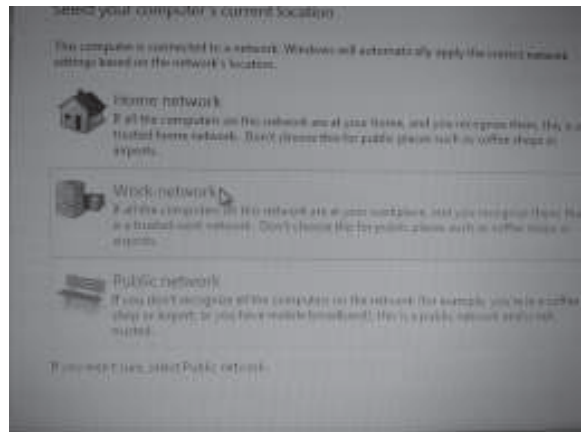 Select your computer's current location
This computer is connected to a network. Windows will automatically apply the correct network
settings based on the network's location.
Home network
If all the computers on this network are at your home, and you recognize them, this is a
trusted home network. Don't choose this for public places such as coffee shops or
airports.
Work network
If all the computers on this network are at your workplace, and you recognize them, this
is a trusted work network. Don't choose this for public places such as coffee shops or
airports.
Public network
If you don't recognize all the computers on the network (for example, you're in a coffee
shop or airport, or you have mobile broadband), this is a public network and is not
trusted.
If you aren't sure, select Public network.